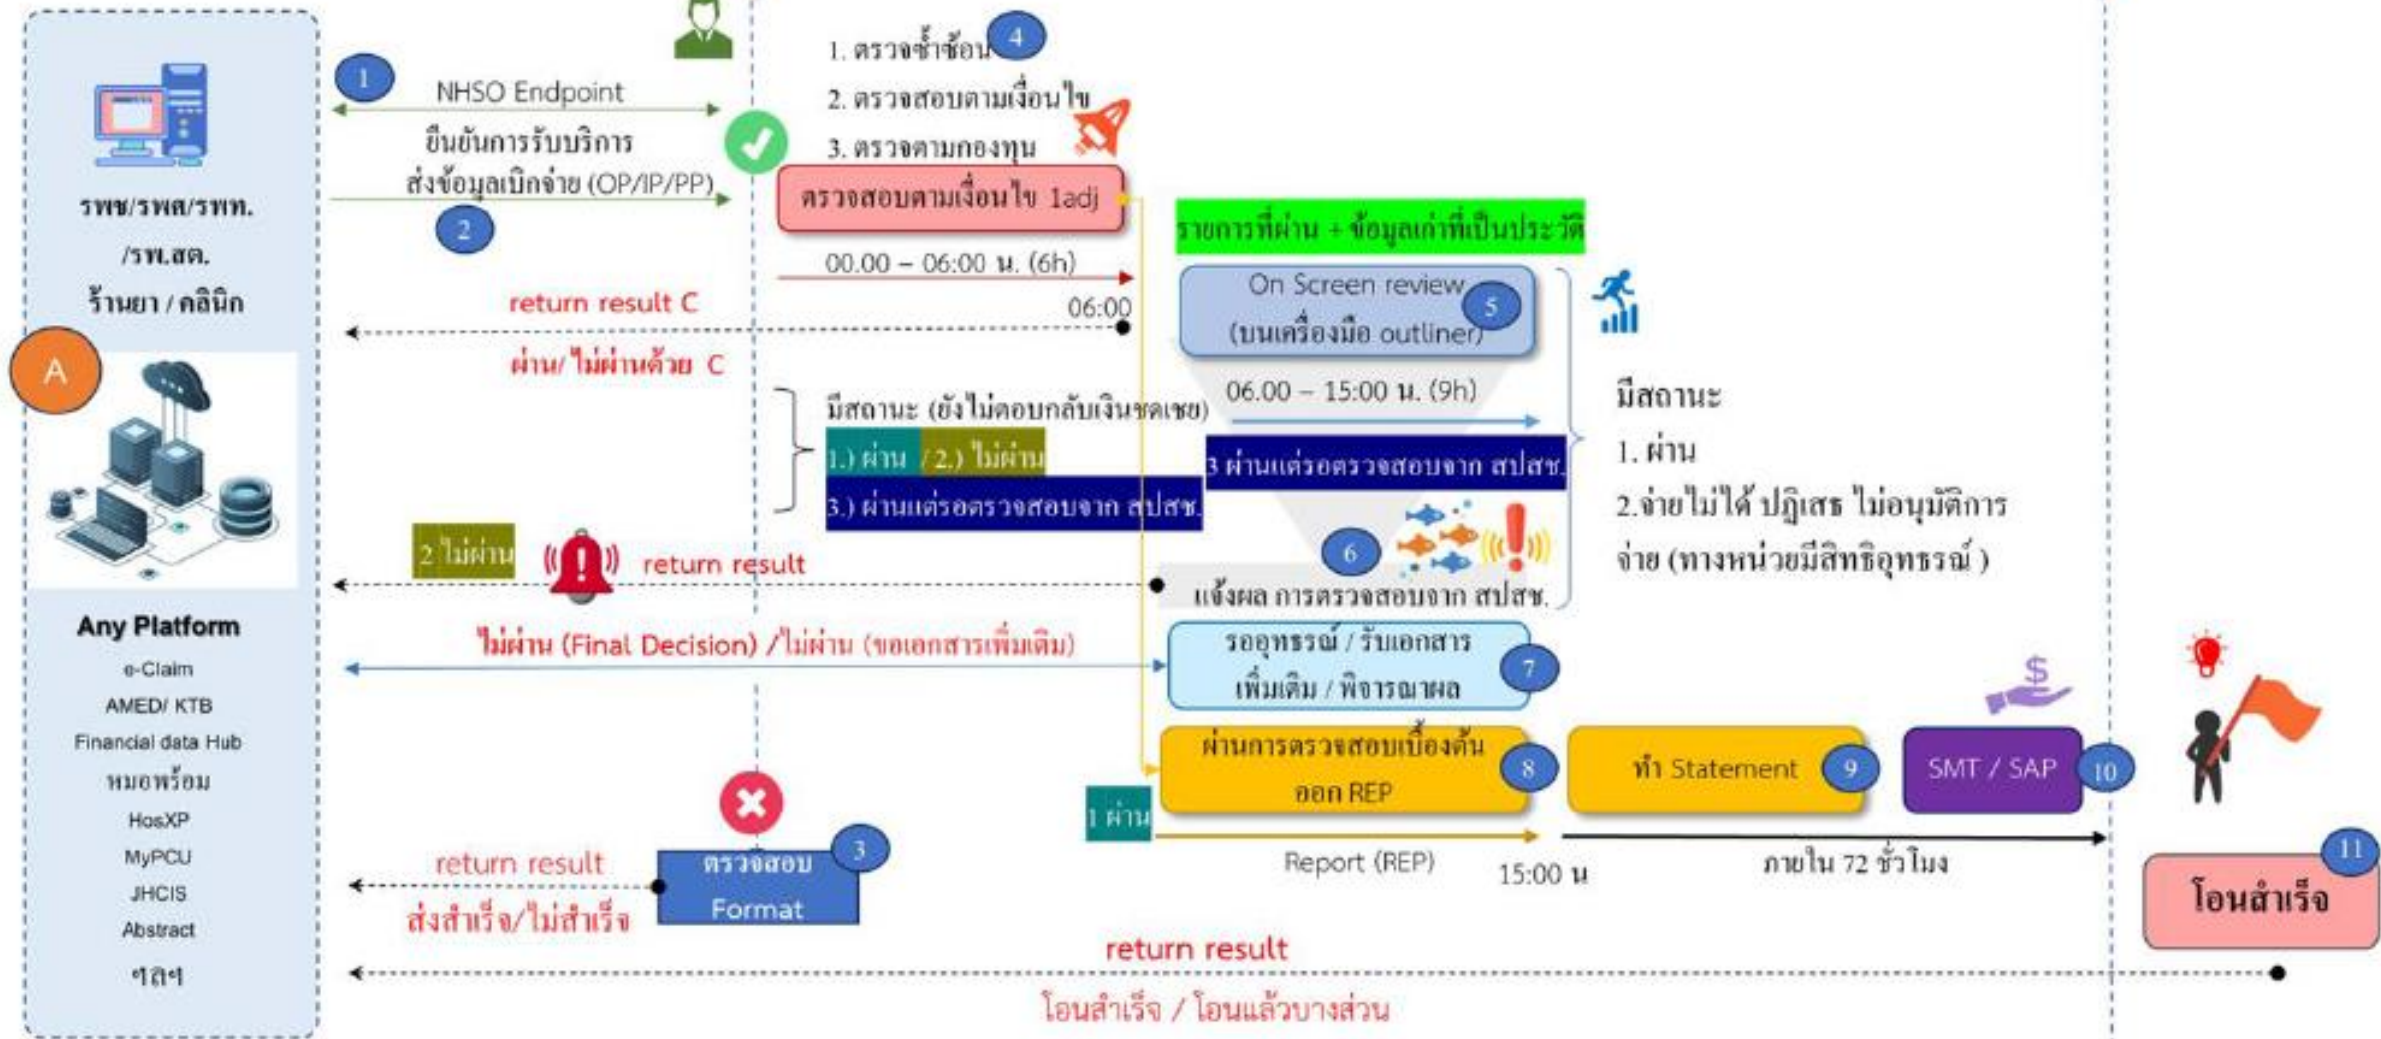 รพช/รพศ/รพท.
/รพ.สต.
ร้านยา / คลินิก
A
Any Platform
e-Claim
AMED/ KTB
Financial data Hub
หมอพร้อม
HosXP
MyPCU
JHCIS
Abstract
ฯลฯ
1
NHSO Endpoint
ยืนยันการรับบริการ
ส่งข้อมูลเบิกจ่าย (OP/IP/PP)
2
1. ตรวจซ้ำซ้อน
4
2. ตรวจสอบตามเงื่อนไข
3. ตรวจตามกองทุน
ตรวจสอบตามเงื่อนไข 1adj
00.00 – 06:00 น. (6h)
06:00
return result C
ผ่าน/ ไม่ผ่านด้วย C
รายการที่ผ่าน + ข้อมูลเก่าที่เป็นประวัติ
On Screen review
(บนเครื่องมือ outliner)
5
06.00 – 15:00 น. (9h)
มีสถานะ (ยังไม่ตอบกลับเงินชดเชย)
1.) ผ่าน / 2.) ไม่ผ่าน
3.) ผ่านแต่รอตรวจสอบจาก สปสช.
3 ผ่านแต่รอตรวจสอบจาก สปสช.
มีสถานะ
1. ผ่าน
2.จ่ายไม่ได้ ปฏิเสธ ไม่อนุมัติการ
จ่าย (ทางหน่วยมีสิทธิอุทธรณ์ )
2 ไม่ผ่าน
return result
6
แจ้งผล การตรวจสอบจาก สปสช.
ไม่ผ่าน (Final Decision) /ไม่ผ่าน (ขอเอกสารเพิ่มเติม)
รออุทธรณ์ / รับเอกสาร
เพิ่มเติม / พิจารณาผล
7
ผ่านการตรวจสอบเบื้องต้น
ออก REP
8
ทำ Statement
9
SMT / SAP
10
1 ผ่าน
Report (REP)
15:00 น
ภายใน 72 ชั่วโมง
return result
ส่งสำเร็จ/ไม่สำเร็จ
ตรวจสอบ
Format
3
11
โอนสำเร็จ
return result
โอนสำเร็จ / โอนแล้วบางส่วน